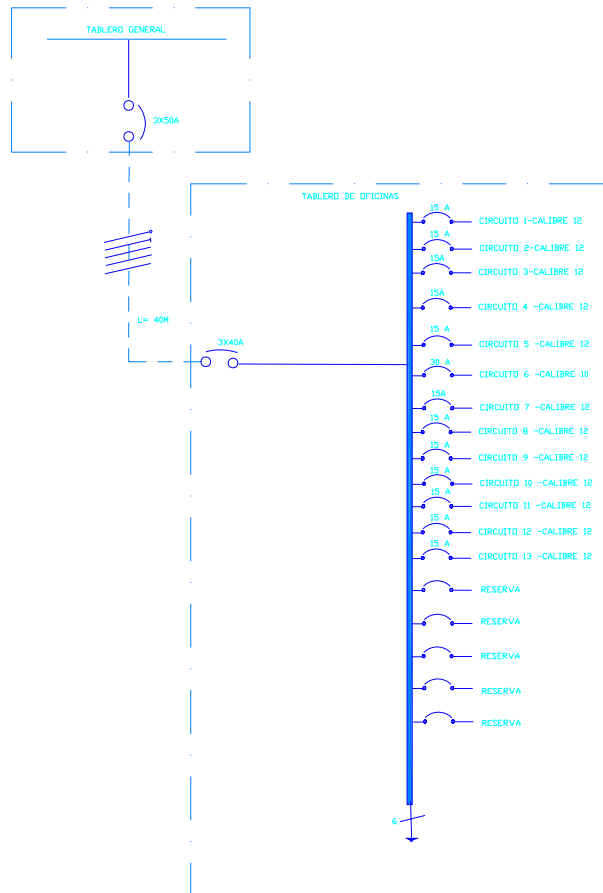 TABLERO GENERAL
3X50A
TABLERO DE OFICINAS
15 A
CIRCUITO 1-CALIBRE 12
15 A
CIRCUITO 2-CALIBRE 12
15A
CIRCUITO 3-CALIBRE 12
15A
CIRCUITO 4 -CALIBRE 12
L= 40M
15 A
CIRCUITO 5 -CALIBRE 12
3X40A
30 A
CIRCUITO 6 -CALIBRE 10
15A
CIRCUITO 7 -CALIBRE 12
15 A
CIRCUITO 8 -CALIBRE 12
15 A
CIRCUITO 9 -CALIBRE 12
15 A
CIRCUITO 10 -CALIBRE 12
15 A
CIRCUITO 11 -CALIBRE 12
15 A
CIRCUITO 12 -CALIBRE 12
15 A
CIRCUITO 13 -CALIBRE 12
RESERVA
RESERVA
RESERVA
RESERVA
RESERVA
6